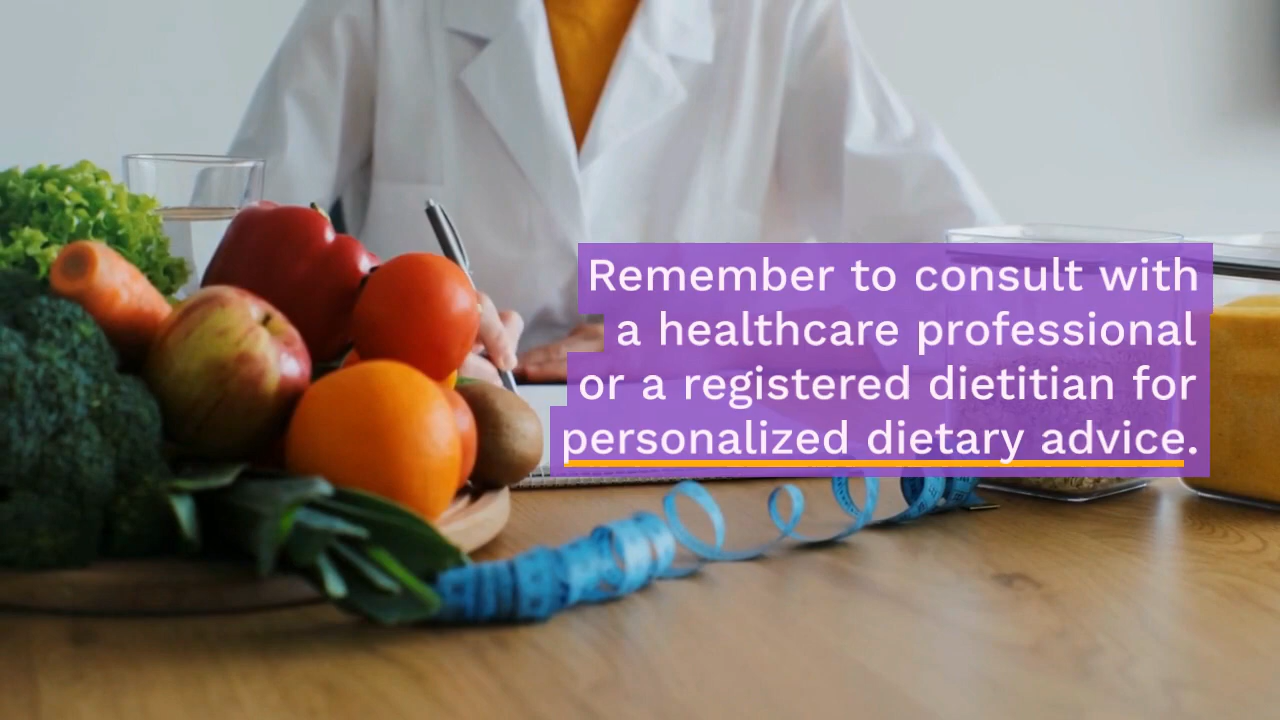 Remember to consult with
a healthcare professional
or a registered dietitian for
personalized dietary advice.